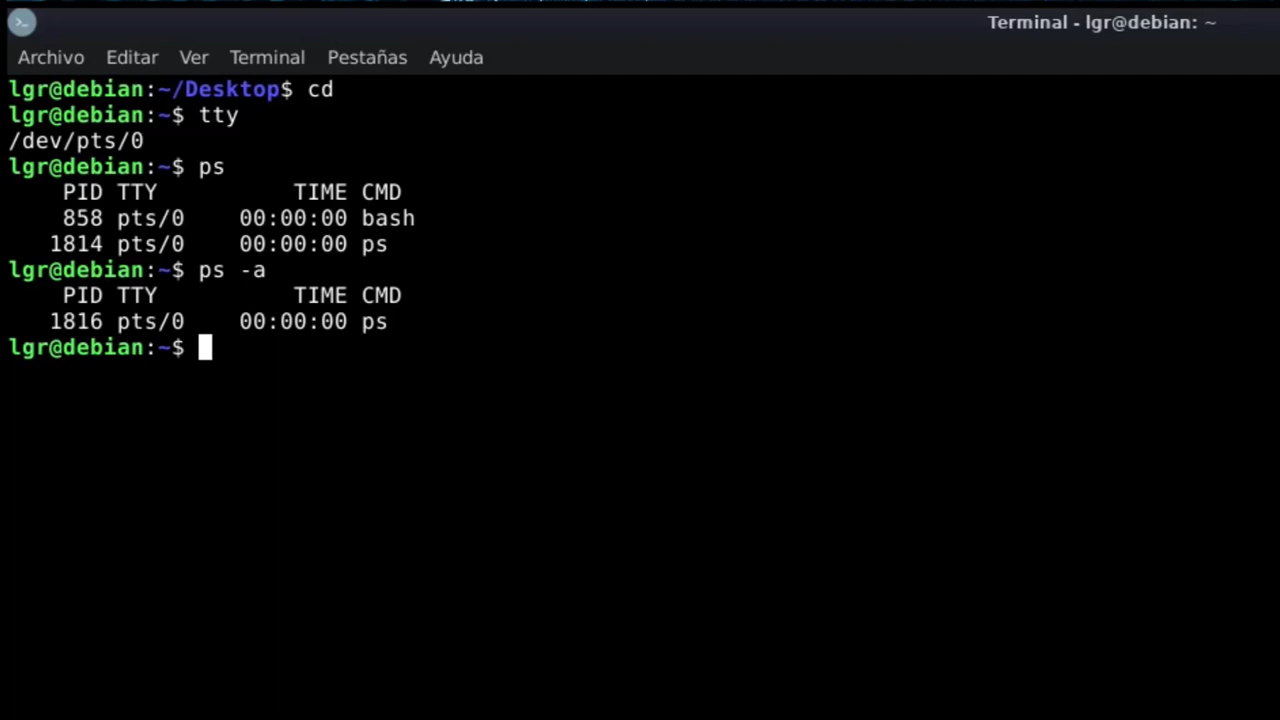 Terminal - lgr@debian: ~
Archivo Editar Ver Terminal Pestañas Ayuda
lgr@debian:~/Desktop$ cd
lgr@debian:~$ tty
/dev/pts/0
lgr@debian:~$ ps
    PID TTY          TIME CMD
    858 pts/0    00:00:00 bash
   1814 pts/0    00:00:00 ps
lgr@debian:~$ ps -a
    PID TTY          TIME CMD
   1816 pts/0    00:00:00 ps
lgr@debian:~$